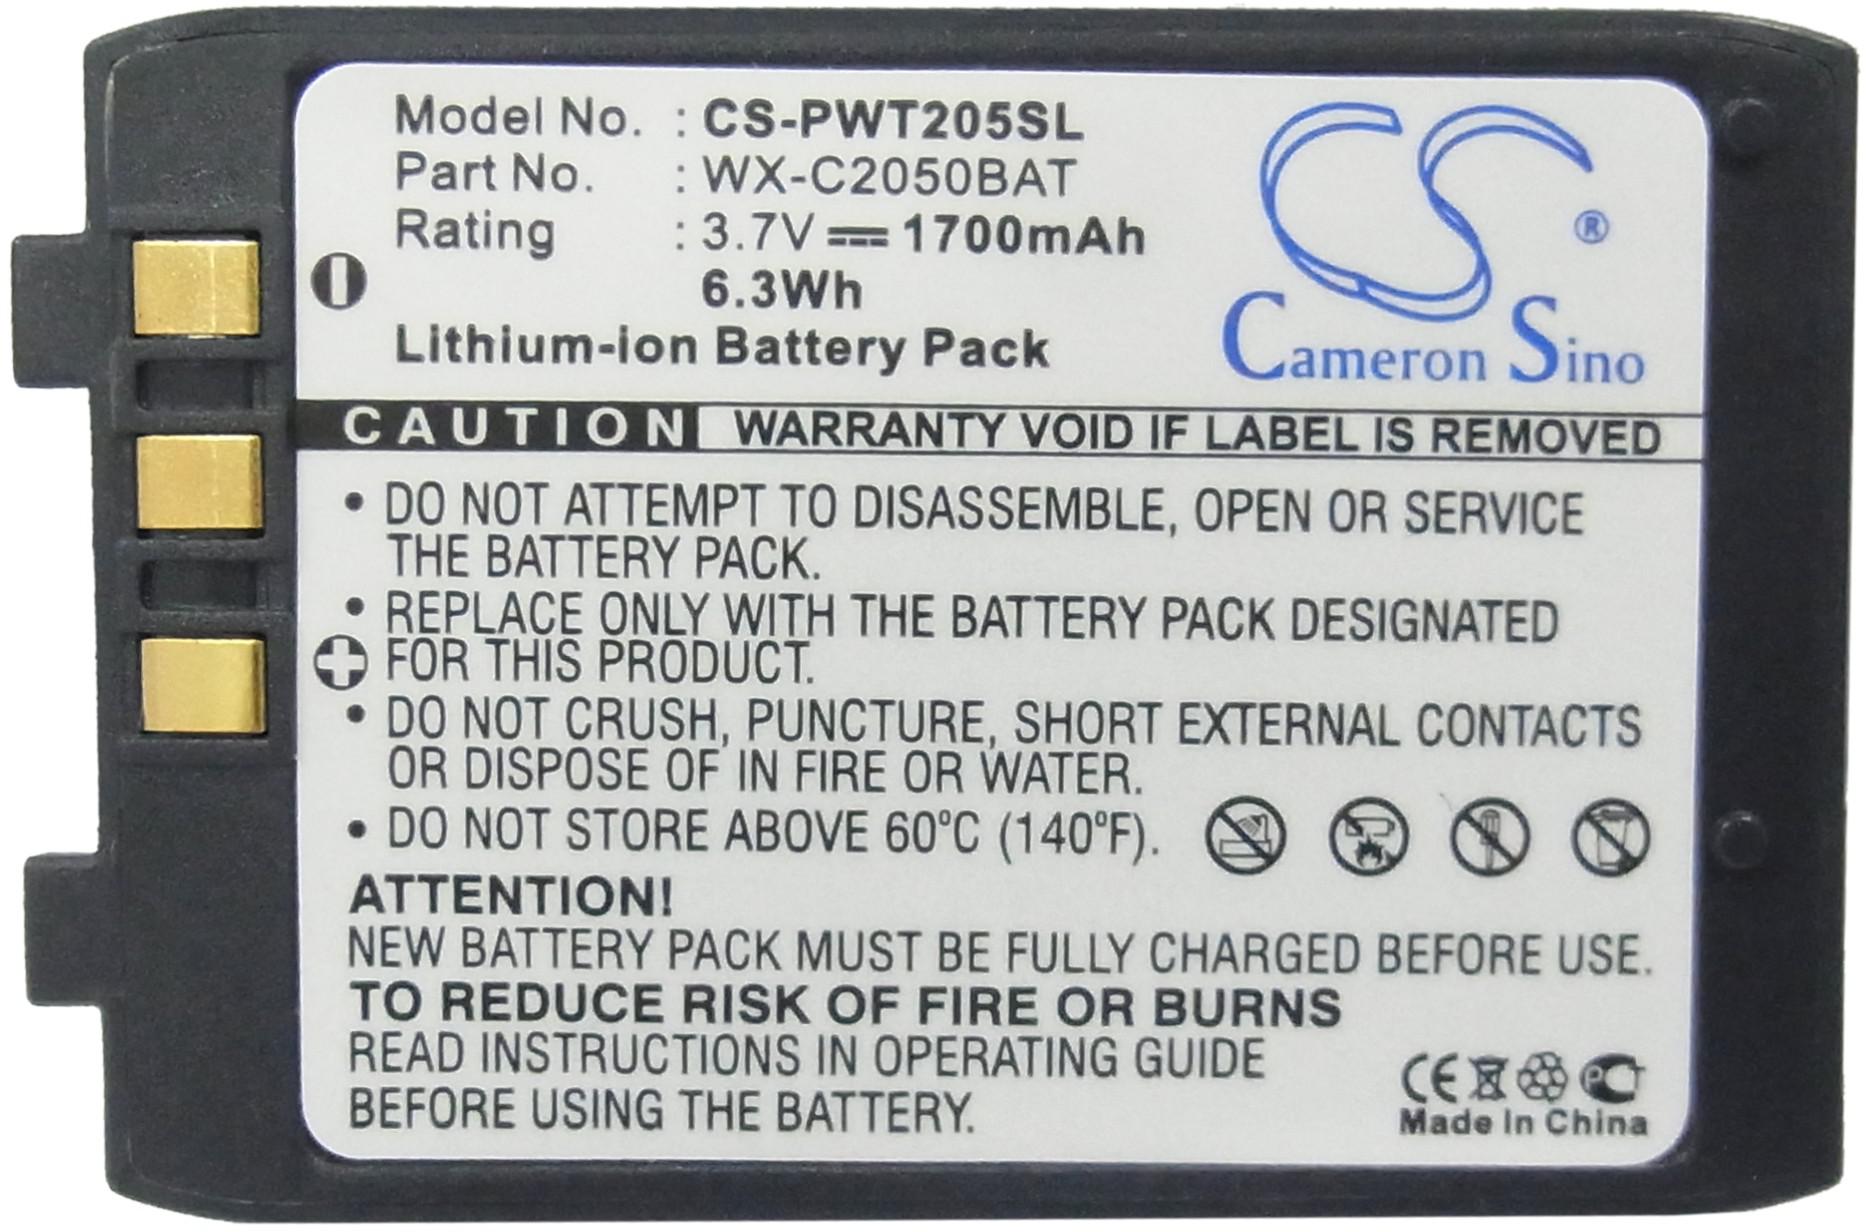 Model No. : CS-PWT205SL
Part No. : WX-C2050BAT
Rating : 3.7V 1700mAh
6.3Wh
Lithium-ion Battery Pack
CS ®
Cameron Sino
CAUTION WARRANTY VOID IF LABEL IS REMOVED
• DO NOT ATTEMPT TO DISASSEMBLE, OPEN OR SERVICE
THE BATTERY PACK.
• REPLACE ONLY WITH THE BATTERY PACK DESIGNATED
FOR THIS PRODUCT.
• DO NOT CRUSH, PUNCTURE, SHORT EXTERNAL CONTACTS
OR DISPOSE OF IN FIRE OR WATER.
• DO NOT STORE ABOVE 60°C (140°F).
ATTENTION!
NEW BATTERY PACK MUST BE FULLY CHARGED BEFORE USE.
TO REDUCE RISK OF FIRE OR BURNS
READ INSTRUCTIONS IN OPERATING GUIDE
BEFORE USING THE BATTERY.
CE PCT
Made in China